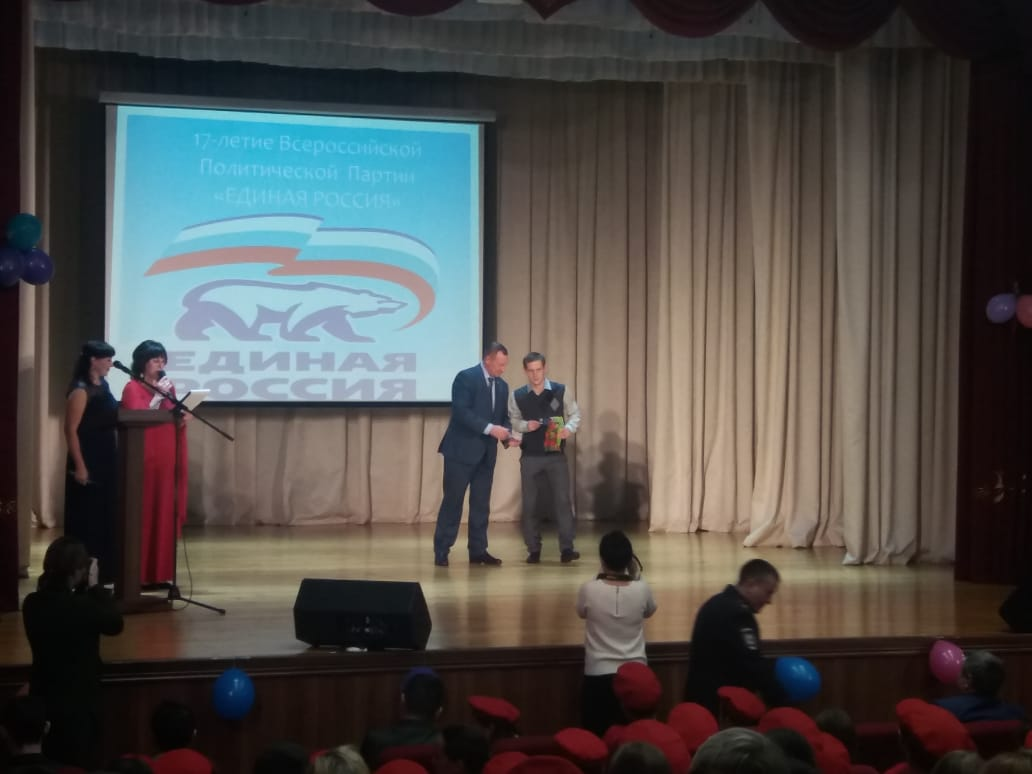 17-летие Всероссийской
Политической Партии
«ЕДИНАЯ РОССИЯ»
ЕДИНАЯ
РОССИЯ